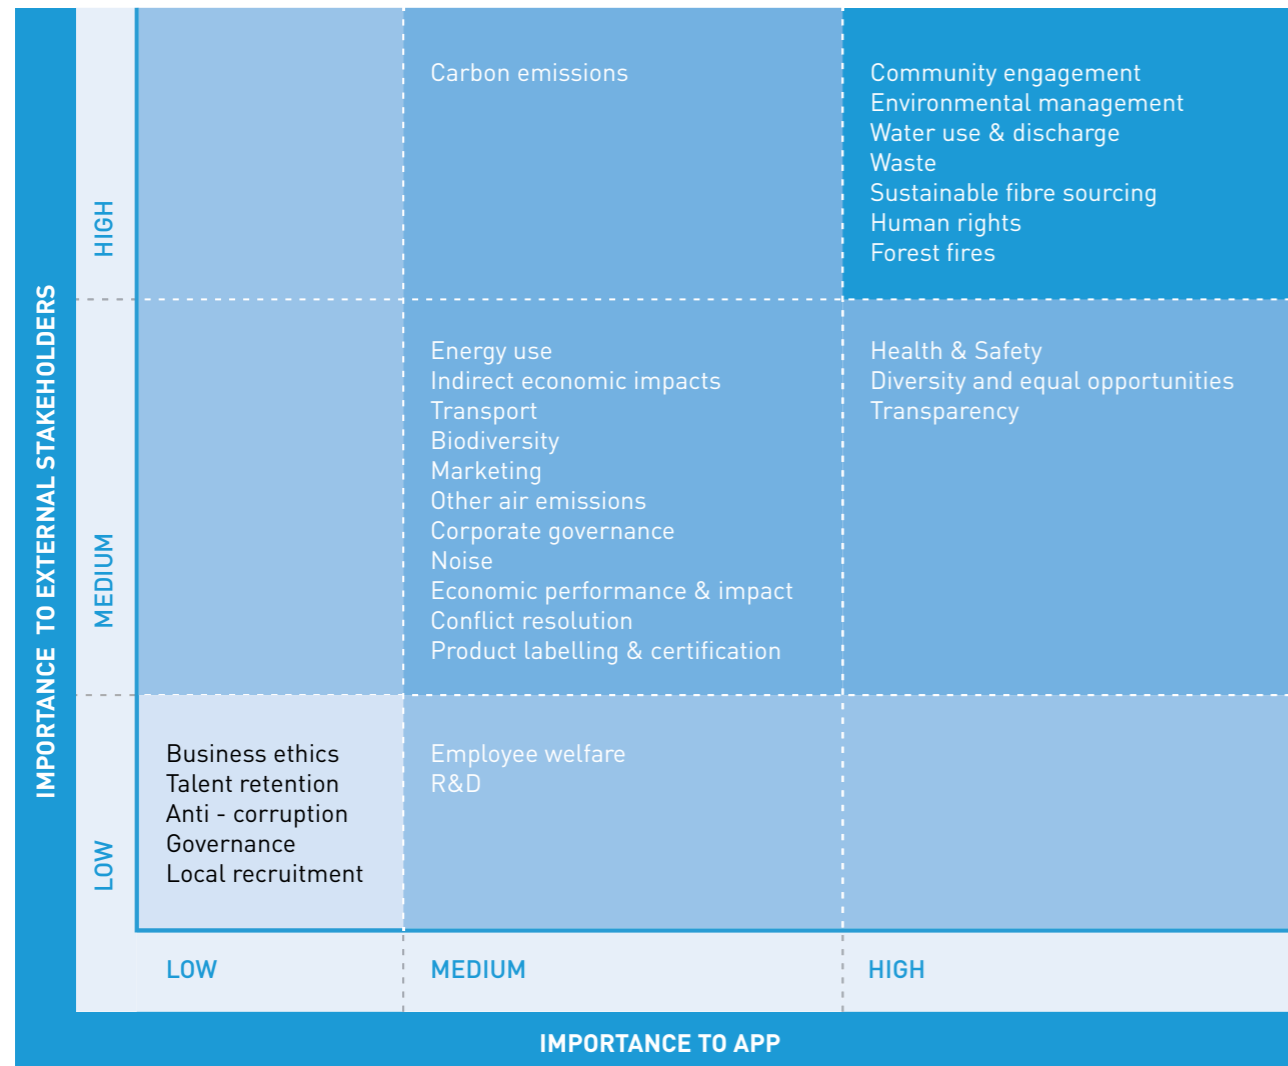 IMPORTANCE TO EXTERNAL STAKEHOLDERS
HIGH
Carbon emissions
Community engagement
Environmental management
Water use & discharge
Waste
Sustainable fibre sourcing
Human rights
Forest fires
MEDIUM
Energy use
Indirect economic impacts
Transport
Biodiversity
Marketing
Other air emissions
Corporate governance
Noise
Economic performance & impact
Conflict resolution
Product labelling & certification
Health & Safety
Diversity and equal opportunities
Transparency
LOW
Business ethics
Talent retention
Anti - corruption
Governance
Local recruitment
Employee welfare
R&D
LOW
MEDIUM
HIGH
IMPORTANCE TO APP